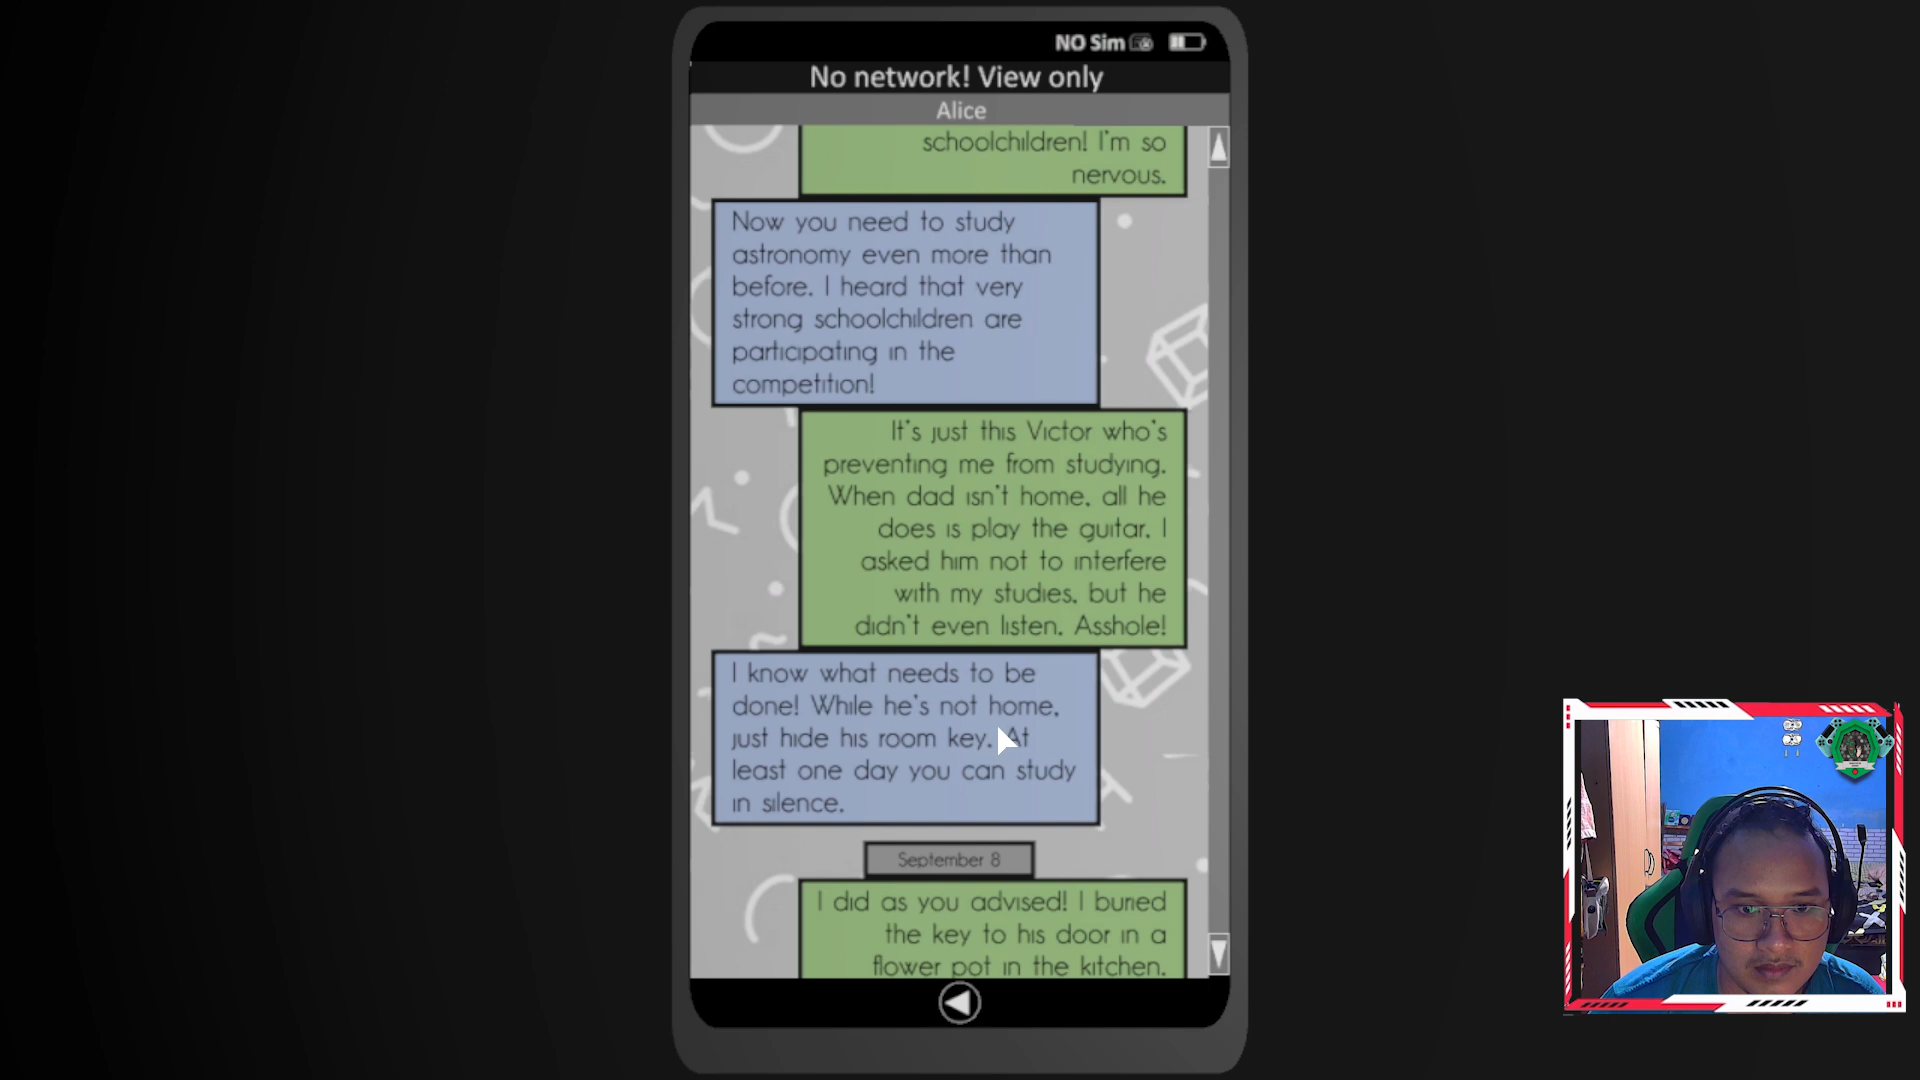 NO Sim
No network! View only
Alice
schoolchildren! I'm so
nervous.
Now you need to study
astronomy even more than
before. I heard that very
strong schoolchildren are
participating in the
competition!
It's just this Victor who's
preventing me from studying.
When dad isn't home, all he
does is play the guitar. I
asked him not to interfere
with my studies, but he
didn't even listen. Asshole!
I know what needs to be
done! While he's not home,
just hide his room key. At
least one day you can study
in silence.
September 8
I did as you advised! I buried
the key to his door in a
flower pot in the kitchen.